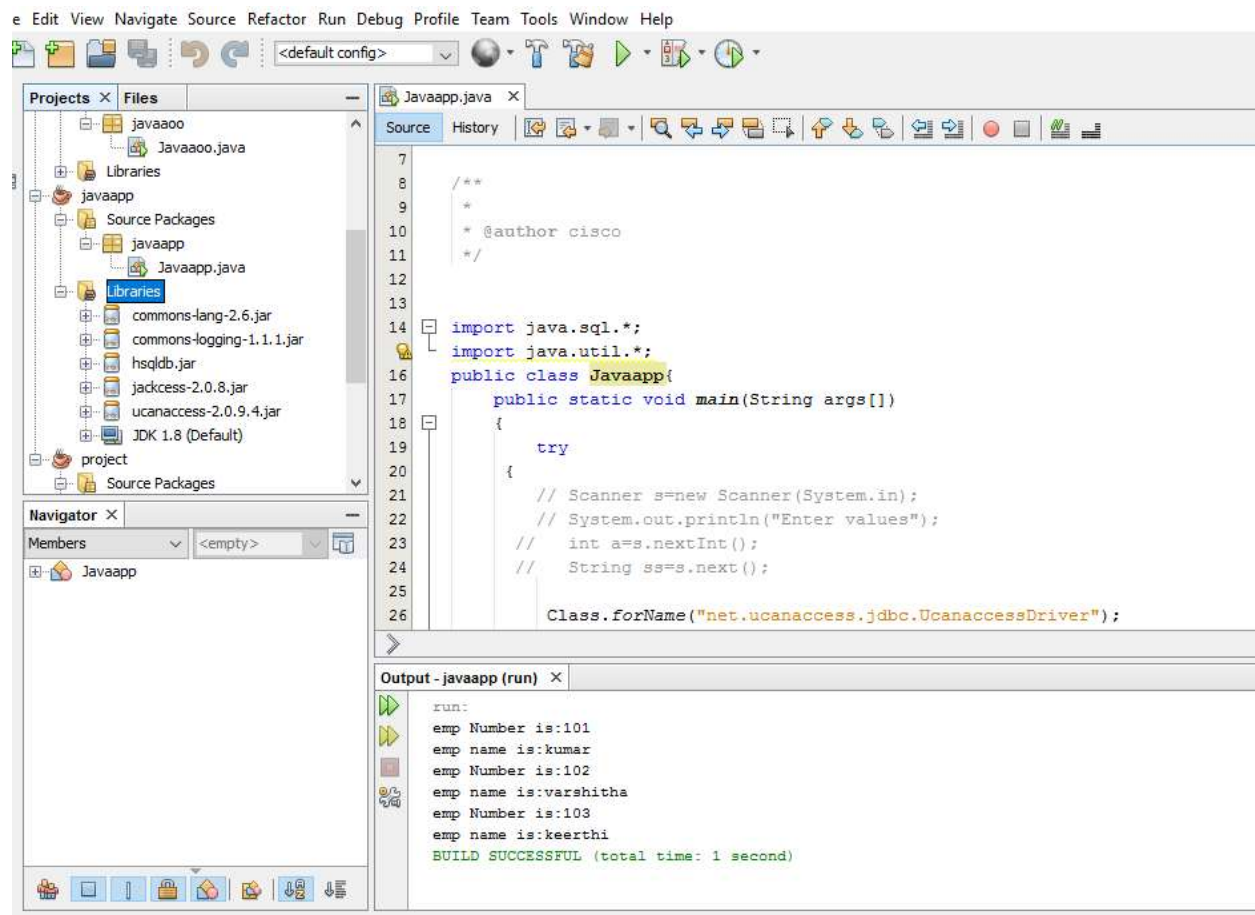 e Edit View Navigate Source Refactor Run Debug Profile Team Tools Window Help
<default config>
Projects Files
javaaoo
Javaaoo.java
Libraries
javaapp
Source Packages
javaapp
Javaapp.java
Libraries
commons-lang-2.6.jar
commons-logging-1.1.1.jar
hsqldb.jar
jackcess-2.0.8.jar
ucanaccess-2.0.9.4.jar
JDK 1.8 (Default)
project
Source Packages
Navigator
Members <empty>
Javaapp
Javaapp.java
Source History
7
8 /**
9 *
10 * @author cisco
11 */
12
13
14 import java.sql.*;
import java.util.*;
16 public class Javaapp{
17 public static void main(String args[])
18 {
19 try
20 {
21 // Scanner s=new Scanner(System.in);
22 // System.out.println("Enter values");
23 // int a=s.nextInt();
24 // String ss=s.next();
25
26 Class.forName("net.ucanaccess.jdbc.UcanaccessDriver");
Output - javaapp (run)
run:
emp Number is:101
emp name is:kumar
emp Number is:102
emp name is:varshitha
emp Number is:103
emp name is:keerthi
BUILD SUCCESSFUL (total time: 1 second)